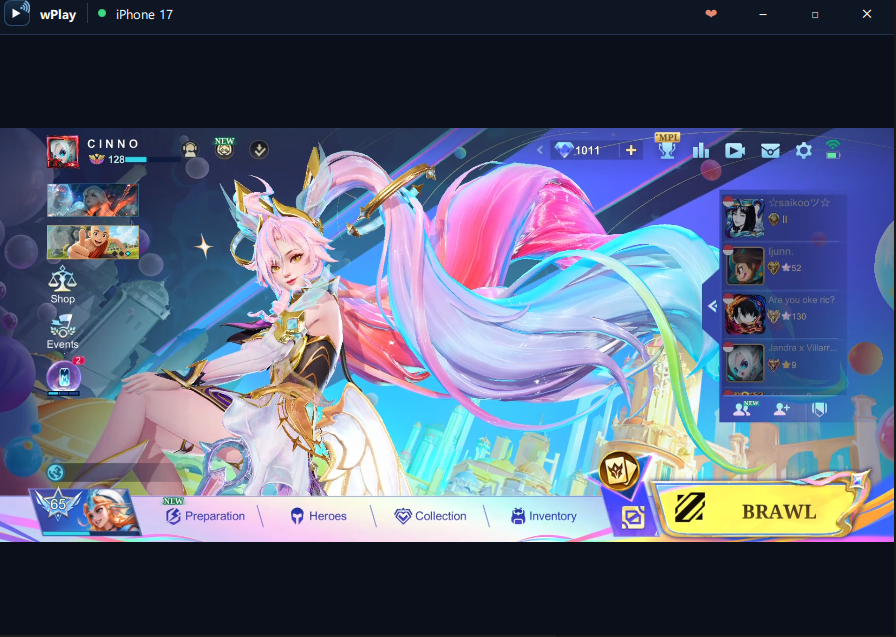 wPlay
iPhone 17
CINNO
128
NEW
1011
MPL
Shop
Events
2
☆saikooツ☆
II
ljunn.
52
Are you oke ric?
130
Jandra x Villarr...
9
NEW
65
NEW
Preparation
Heroes
Collection
Inventory
BRAWL